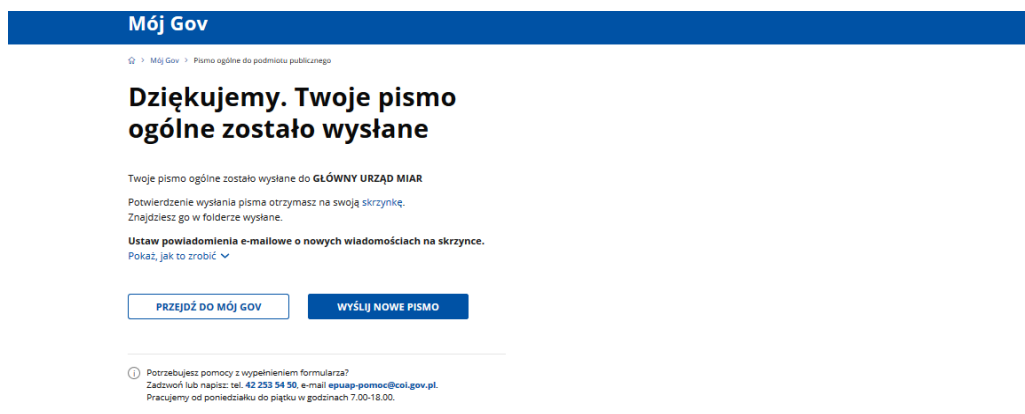 Mój Gov
Mój Gov > Pismo ogólne do podmiotu publicznego
Dziękujemy. Twoje pismo
ogólne zostało wysłane
Twoje pismo ogólne zostało wysłane do GŁÓWNY URZĄD MIAR
Potwierdzenie wysłania pisma otrzymasz na swoją skrzynkę.
Znajdziesz go w folderze wysłane.
Ustaw powiadomienia e-mailowe o nowych wiadomościach na skrzynce.
Pokaż, jak to zrobić
PRZEJDŹ DO MÓJ GOV
WYŚLIJ NOWE PISMO
Potrzebujesz pomocy z wypełnieniem formularza?
Zadzwoń lub napisz: tel. 42 253 54 50, e-mail epuap-pomoc@coi.gov.pl.
Pracujemy od poniedziałku do piątku w godzinach 7.00-18.00.